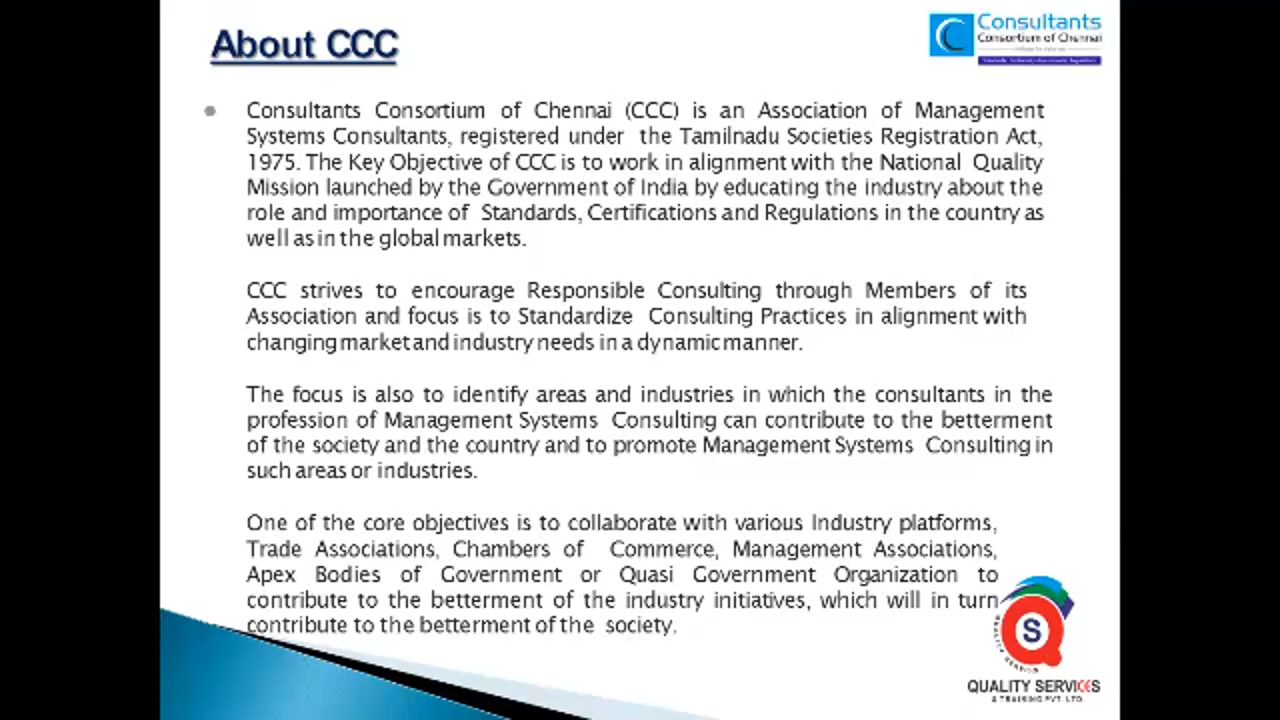 About CCC
Consultants
Consortium of Chennai
Consultants Consortium of Chennai (CCC) is an Association of Management
Systems Consultants, registered under the Tamilnadu Societies Registration Act,
1975. The Key Objective of CCC is to work in alignment with the National Quality
Mission launched by the Government of India by educating the industry about the
role and importance of Standards, Certifications and Regulations in the country as
well as in the global markets.
CCC strives to encourage Responsible Consulting through Members of its
Association and focus is to Standardize Consulting Practices in alignment with
changing market and industry needs in a dynamic manner.
The focus is also to identify areas and industries in which the consultants in the
profession of Management Systems Consulting can contribute to the betterment
of the society and the country and to promote Management Systems Consulting in
such areas or industries.
One of the core objectives is to collaborate with various Industry platforms,
Trade Associations, Chambers of Commerce, Management Associations,
Apex Bodies of Government or Quasi Government Organization to
contribute to the betterment of the industry initiatives, which will in turn
contribute to the betterment of the society.
S
QUALITY SERVICES
& TRAINING PVT. LTD.